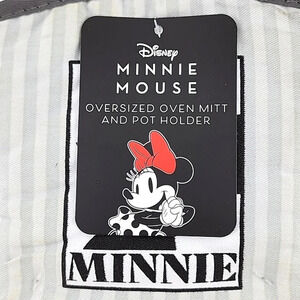 Disney
MINNIE
MOUSE
OVERSIZED OVEN MITT
AND POT HOLDER
MINNIE